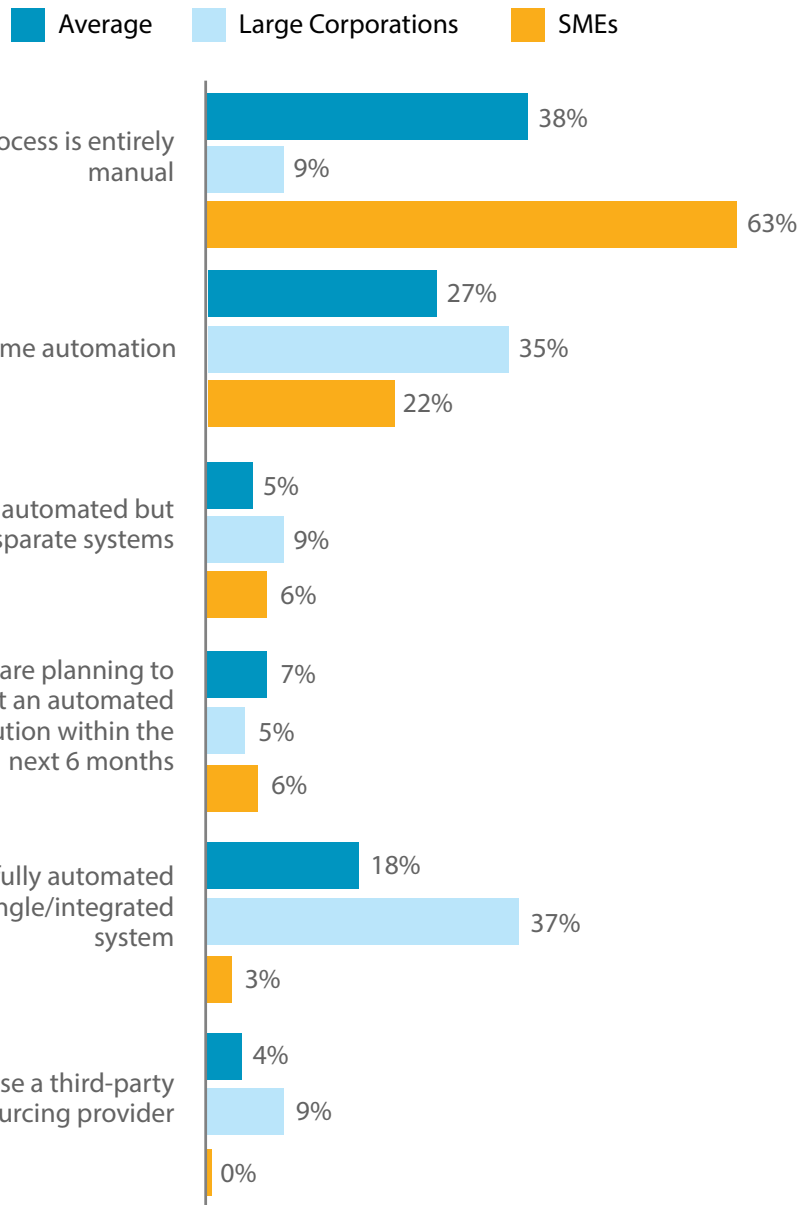 Average Large Corporations SMEs
38%
ocess is entirely
manual
9%
63%
27%
me automation
35%
22%
5%
automated but
sparate systems
9%
6%
are planning to
7%
t an automated
ution within the
5%
next 6 months
6%
18%
ully automated
ngle/integrated
37%
system
3%
4%
se a third-party
9%
urcing provider
0%